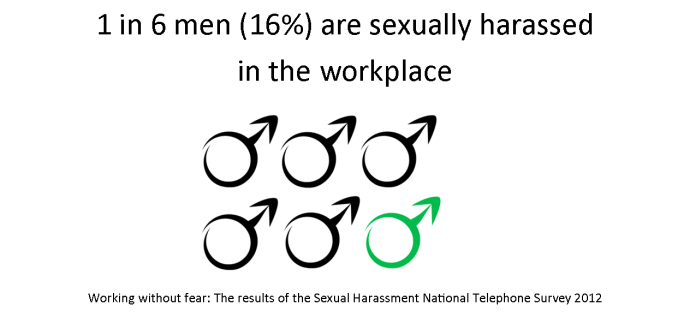 1 in 6 men (16%) are sexually harassed
in the workplace
Working without fear: The results of the Sexual Harassment National Telephone Survey 2012